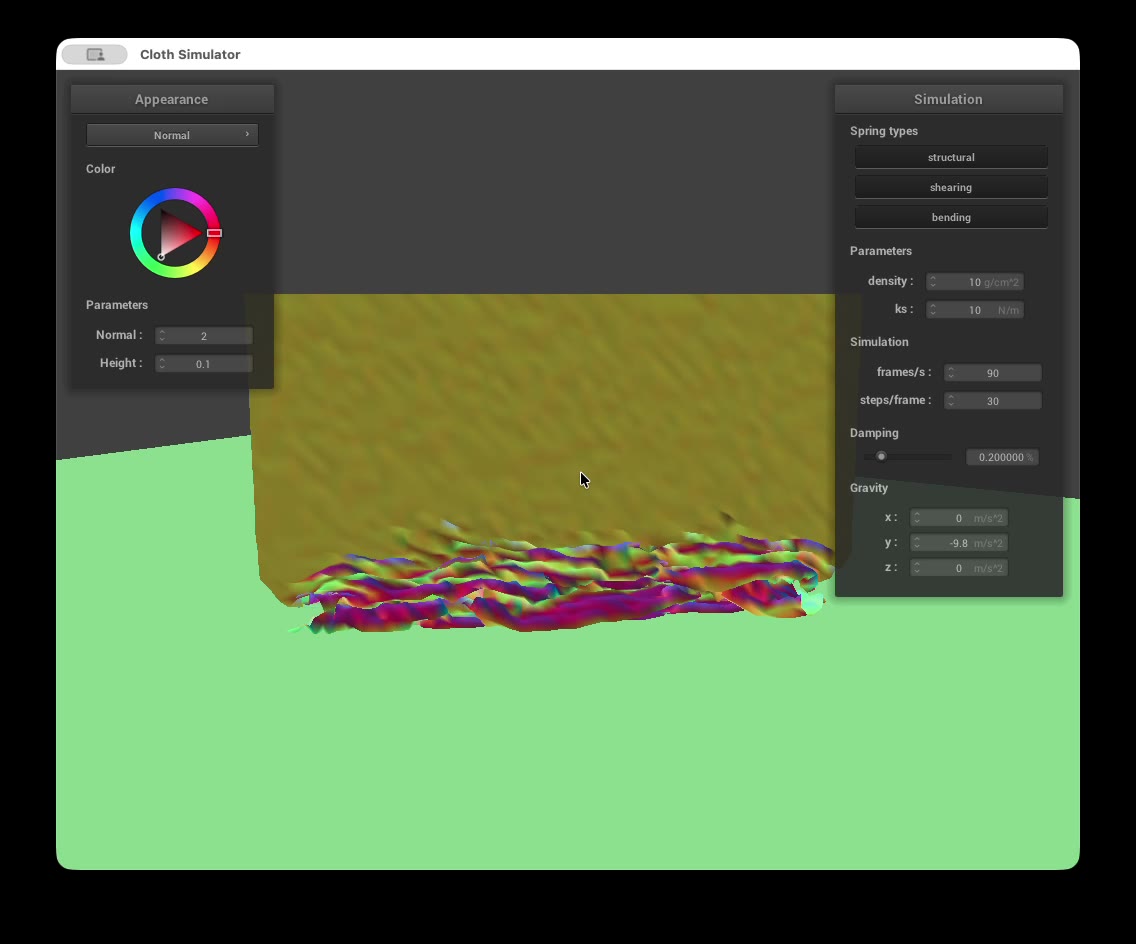 Cloth Simulator
Appearance
Normal
Color
Parameters
Normal : 2
Height : 0.1
Simulation
Spring types
structural
shearing
bending
Parameters
density : 10 g/cm^2
ks : 10 N/m
Simulation
frames/s : 90
steps/frame : 30
Damping
0.200000 %
Gravity
x : 0 m/s^2
y : -9.8 m/s^2
z : 0 m/s^2